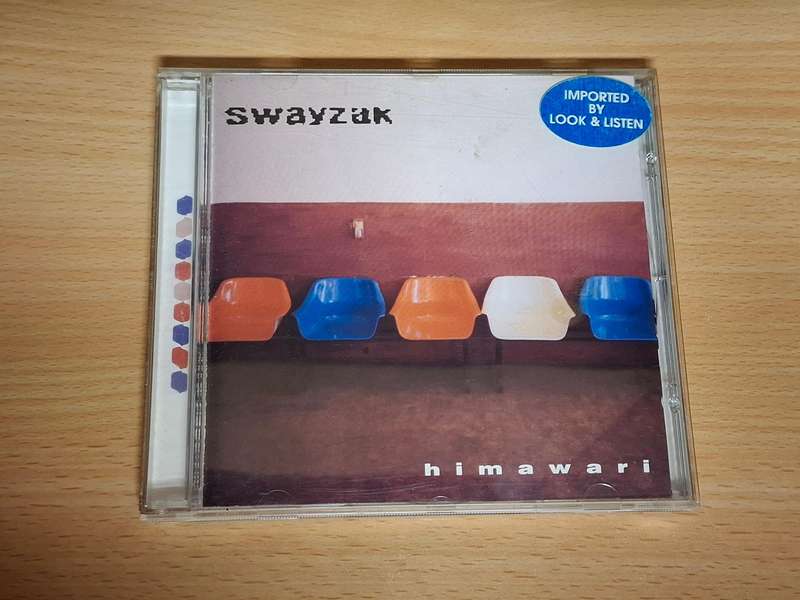 swayzak
IMPORTED
BY
LOOK & LISTEN
himawari